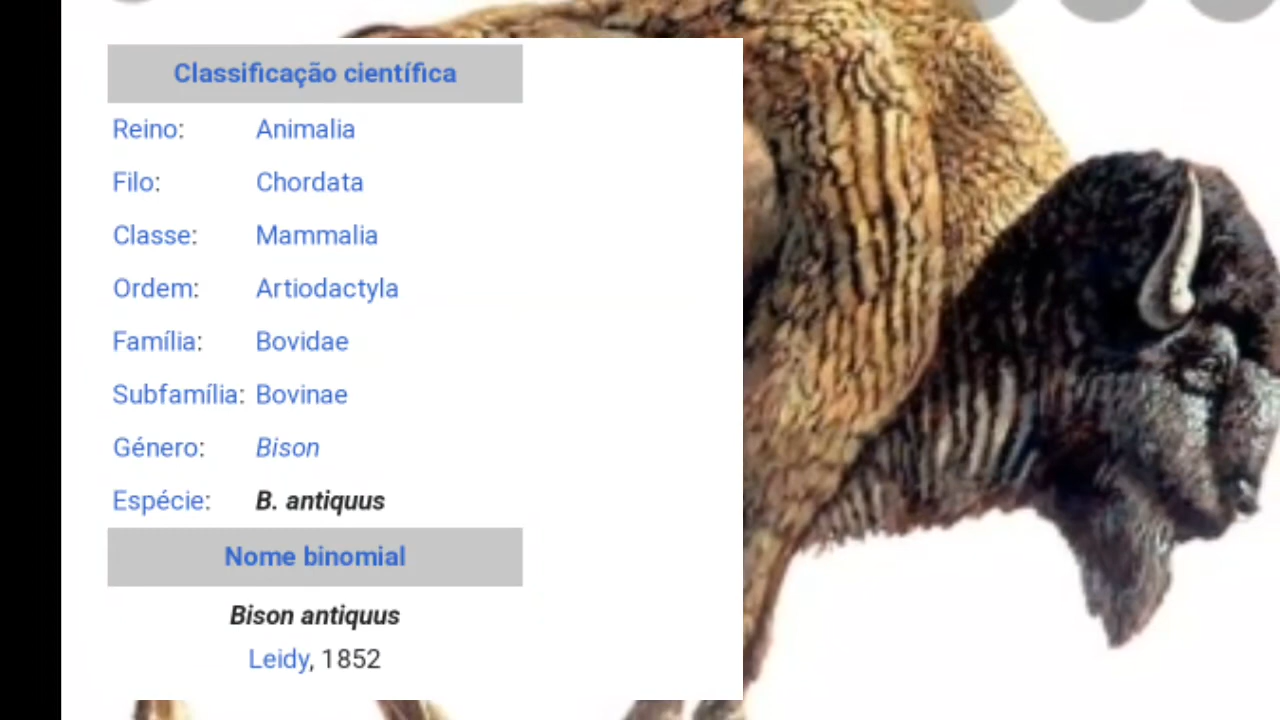 Classificação científica
Reino: Animalia
Filo: Chordata
Classe: Mammalia
Ordem: Artiodactyla
Família: Bovidae
Subfamília: Bovinae
Género: Bison
Espécie: B. antiquus
Nome binomial
Bison antiquus
Leidy, 1852